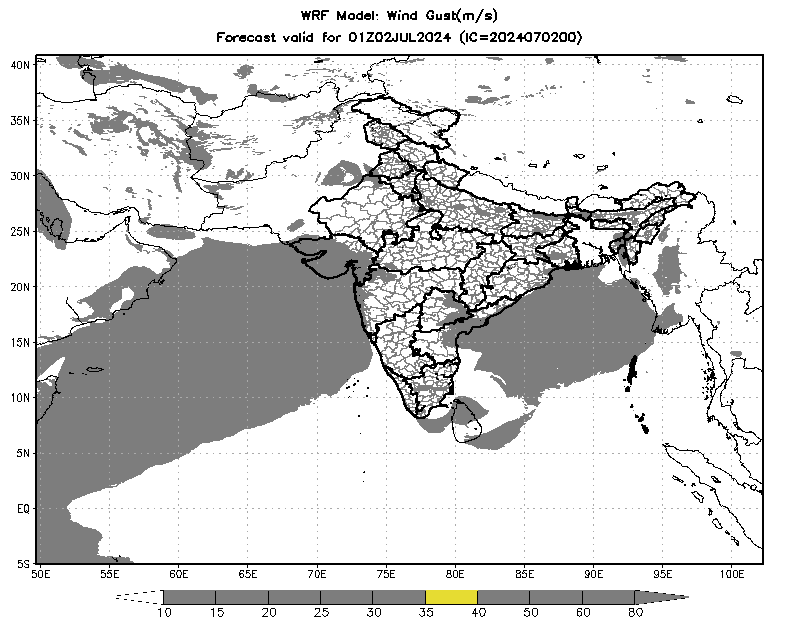 WRF Model: Wind Gust(m/s)
Forecast valid for 01Z02JUL2024 (IC=2024070200)
40N
35N
30N
25N
20N
15N
10N
5N
EQ
5S
50E 55E 60E 65E 70E 75E 80E 85E 90E 95E 100E
10 15 20 25 30 35 40 50 60 80